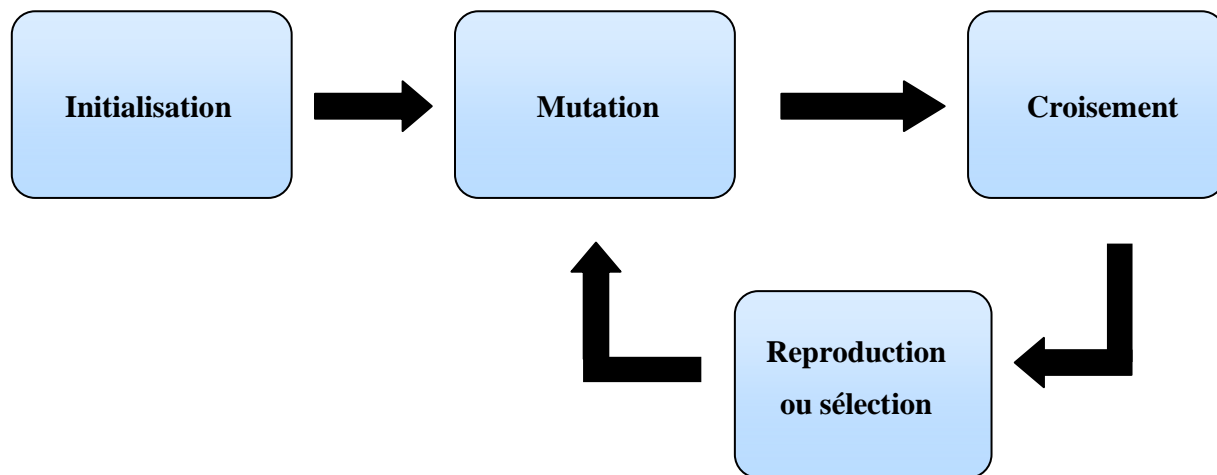 Initialisation
Mutation
Croisement
Reproduction
ou sélection